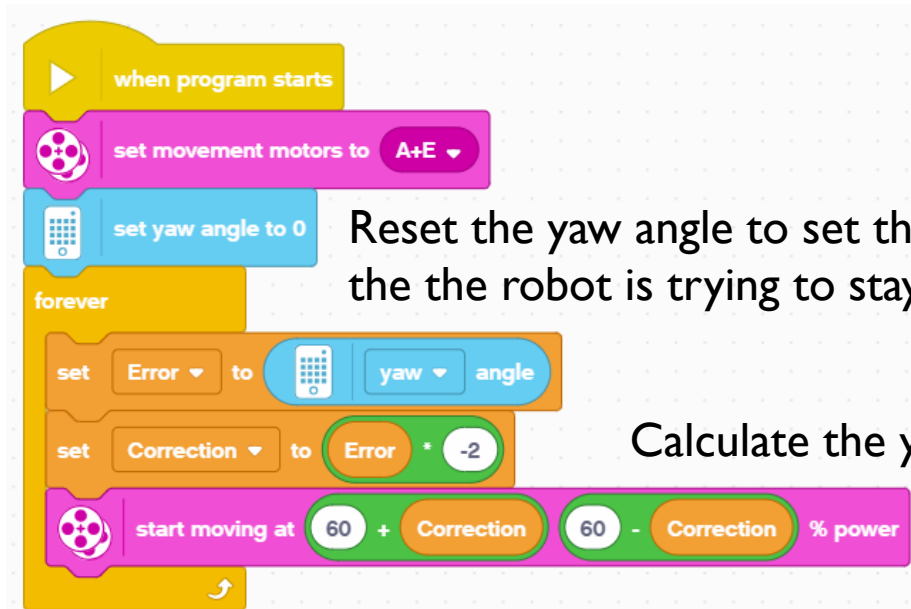 when program starts
set movement motors to A+E
set yaw angle to 0
Reset the yaw angle to set th
the the robot is trying to stay
forever
set Error to yaw angle
set Correction to Error * -2
Calculate the y
start moving at 60 + Correction 60 - Correction % power